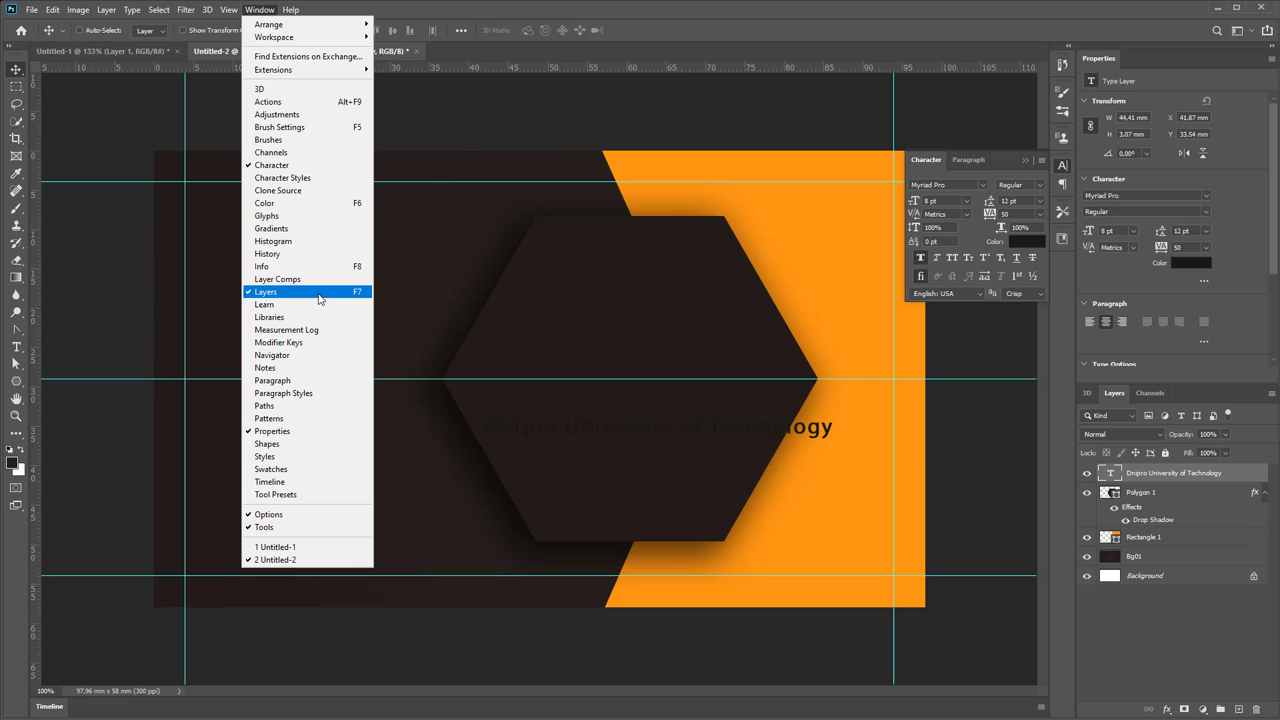 Ps File Edit Image Layer Type Select Filter 3D View Window Help
Auto-Select: Layer Show Transform C 3D Mode:
Untitled-1 @ 133% (Layer 1, RGB/8#) * × Untitled-2 @ y, RGB/8) * ×
Arrange
Workspace
Find Extensions on Exchange...
Extensions
3D
Actions Alt+F9
Adjustments
Brush Settings F5
Brushes
Channels
Character
Character Styles
Clone Source
Color F6
Glyphs
Gradients
Histogram
History
Info F8
Layer Comps
Layers F7
Learn
Libraries
Measurement Log
Modifier Keys
Navigator
Notes
Paragraph
Paragraph Styles
Paths
Patterns
Properties
Shapes
Styles
Swatches
Timeline
Tool Presets
Options
Tools
1 Untitled-1
2 Untitled-2
Dnipro University of Technology
Character Paragraph
Myriad Pro Regular
8 pt 12 pt
Metrics 50
100% 100%
0 pt Color:
English: USA Crisp
Properties
Type Layer
Transform
W 44,41 mm X 41,87 mm
H 3,07 mm Y 33,54 mm
0,00°
Character
Myriad Pro
Regular
8 pt 12 pt
Metrics 50
Color
Paragraph
Type Options
3D Layers Channels
Kind
Normal Opacity: 100%
Lock: Fill: 100%
Dnipro University of Technology
Polygon 1 fx
Effects
Drop Shadow
Rectangle 1
Bg01
Background
100% 97,96 mm x 58 mm (300 ppi)
Timeline